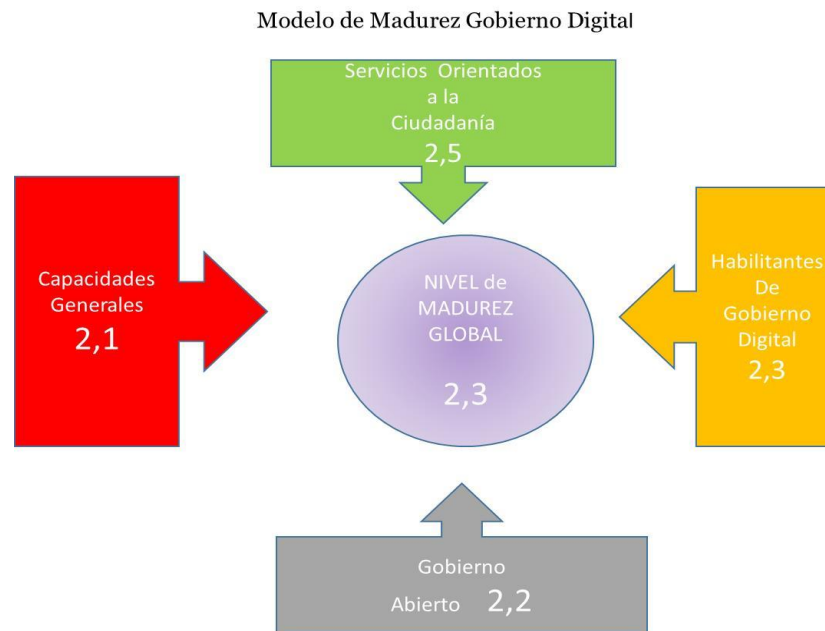 Modelo de Madurez Gobierno Digital
Servicios Orientados
a la
Ciudadanía
2,5
Capacidades
Generales
2,1
NIVEL de
MADUREZ
GLOBAL
2,3
Habilitantes
De
Gobierno
Digital
2,3
Gobierno
Abierto 2,2